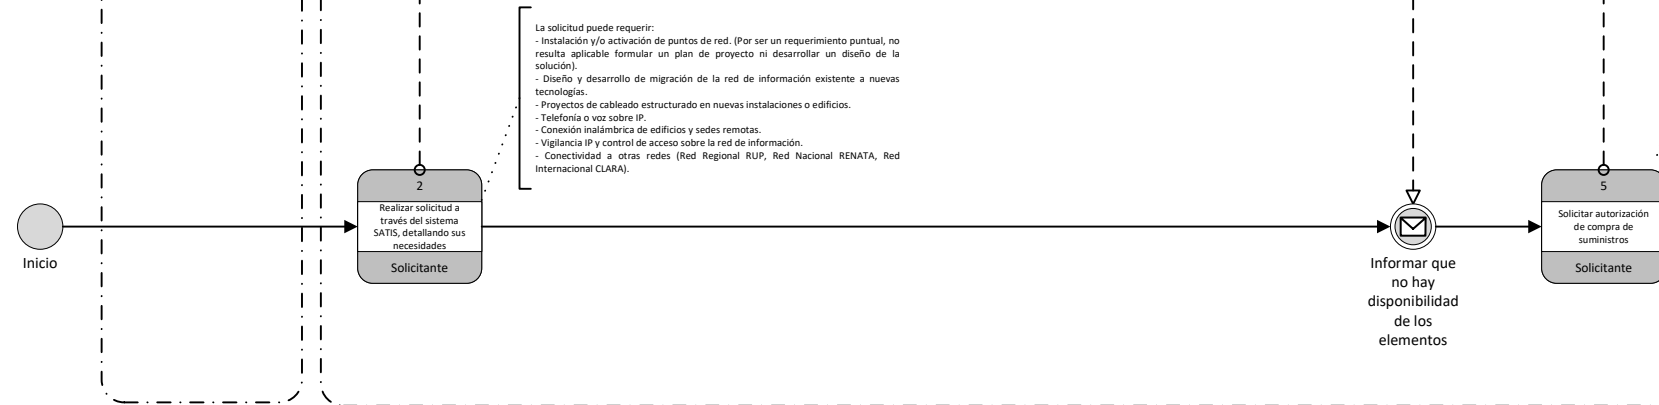 La solicitud puede requerir:
- Instalación y/o activación de puntos de red. (Por ser un requerimiento puntual, no
resulta aplicable formular un plan de proyecto ni desarrollar un diseño de la
solución).
- Diseño y desarrollo de migración de la red de información existente a nuevas
tecnologías.
- Proyectos de cableado estructurado en nuevas instalaciones o edificios.
- Telefonía o voz sobre IP.
- Conexión inalámbrica de edificios y sedes remotas.
- Vigilancia IP y control de acceso sobre la red de información.
- Conectividad a otras redes (Red Regional RUP, Red Nacional RENATA, Red
Internacional CLARA).
Inicio
2
Realizar solicitud a
través del sistema
SATIS, detallando sus
necesidades
Solicitante
Informar que
no hay
disponibilidad
de los
elementos
5
Solicitar autorización
de compra de
suministros
Solicitante